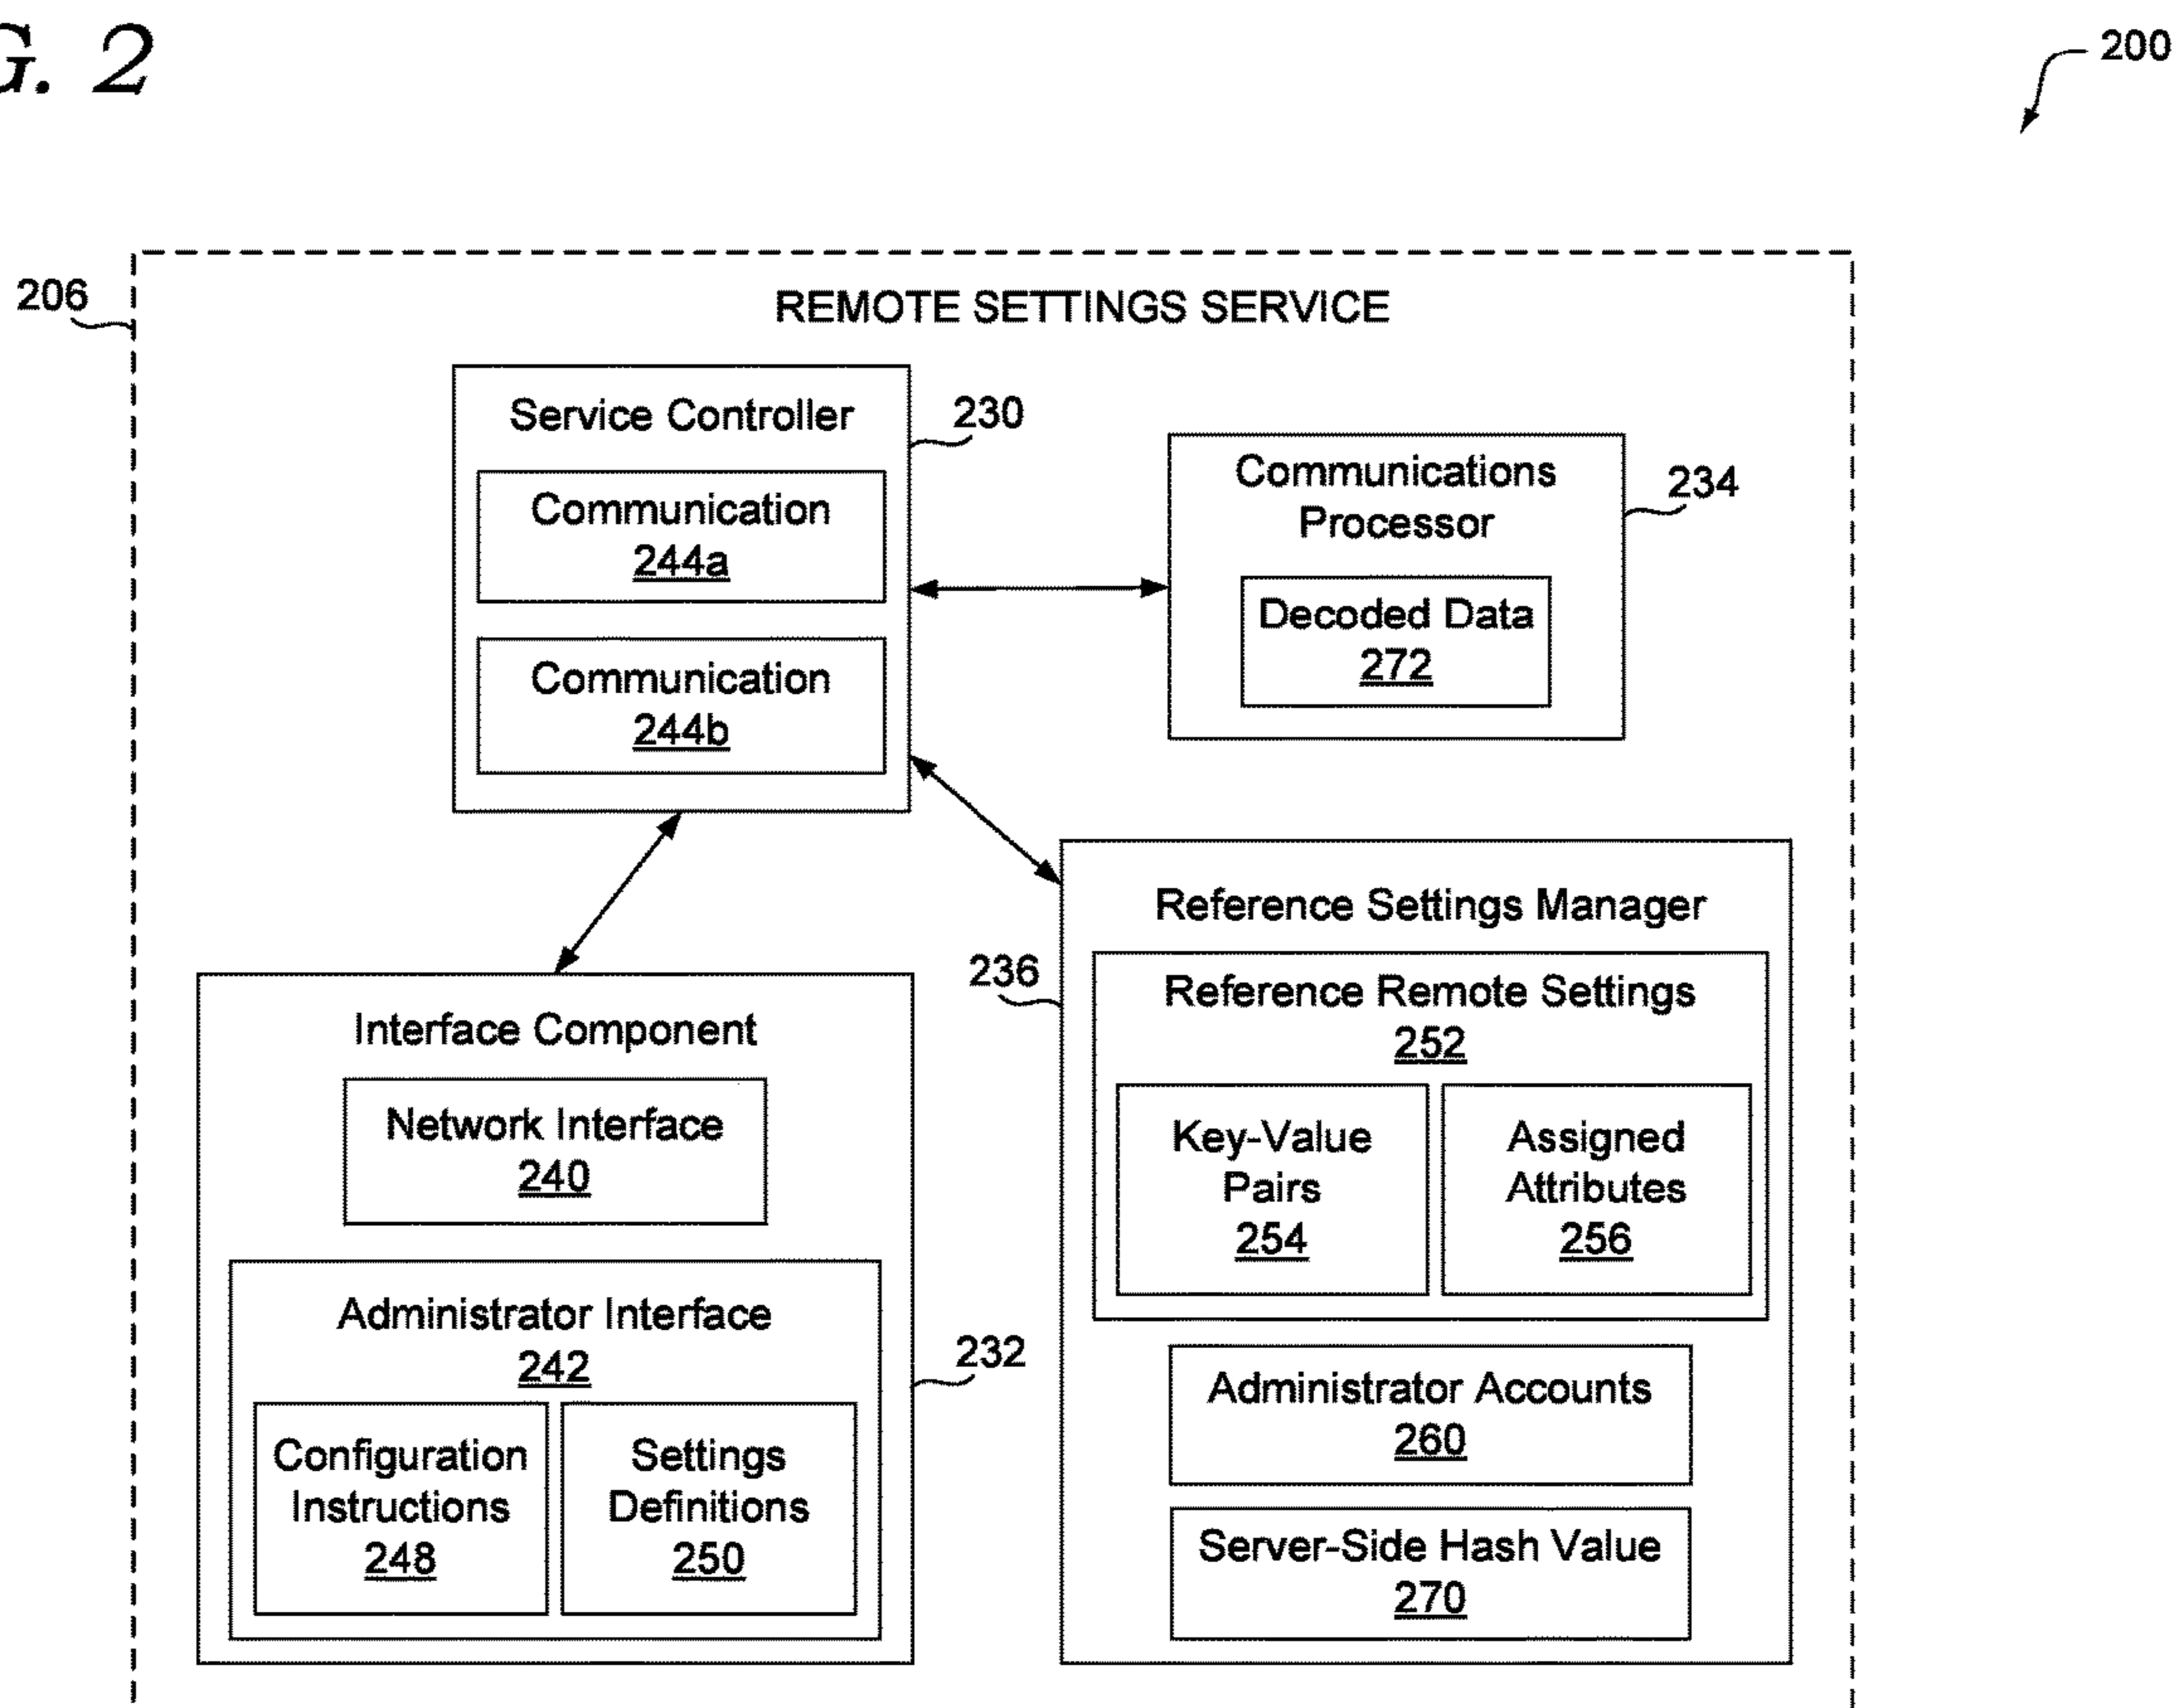 G. 2
200
206
REMOTE SETTINGS SERVICE
Service Controller
230
Communication
244a
Communication
244b
Communications
Processor
234
Decoded Data
272
Interface Component
Network Interface
240
Administrator Interface
242
232
Configuration
Instructions
248
Settings
Definitions
250
Reference Settings Manager
236
Reference Remote Settings
252
Key-Value
Pairs
254
Assigned
Attributes
256
Administrator Accounts
260
Server-Side Hash Value
270